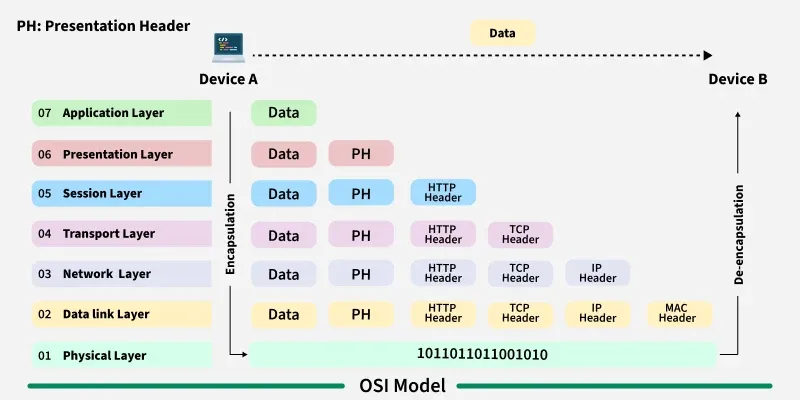 PH: Presentation Header
Data
Device A
Device B
07 Application Layer
Data
06 Presentation Layer
Data
PH
05 Session Layer
Data
PH
HTTP
Header
04 Transport Layer
Data
PH
HTTP
Header
TCP
Header
03 Network Layer
Data
PH
HTTP
Header
TCP
Header
IP
Header
02 Data link Layer
Data
PH
HTTP
Header
TCP
Header
IP
Header
MAC
Header
01 Physical Layer
1011011011001010
Encapsulation
De-encapsulation
OSI Model